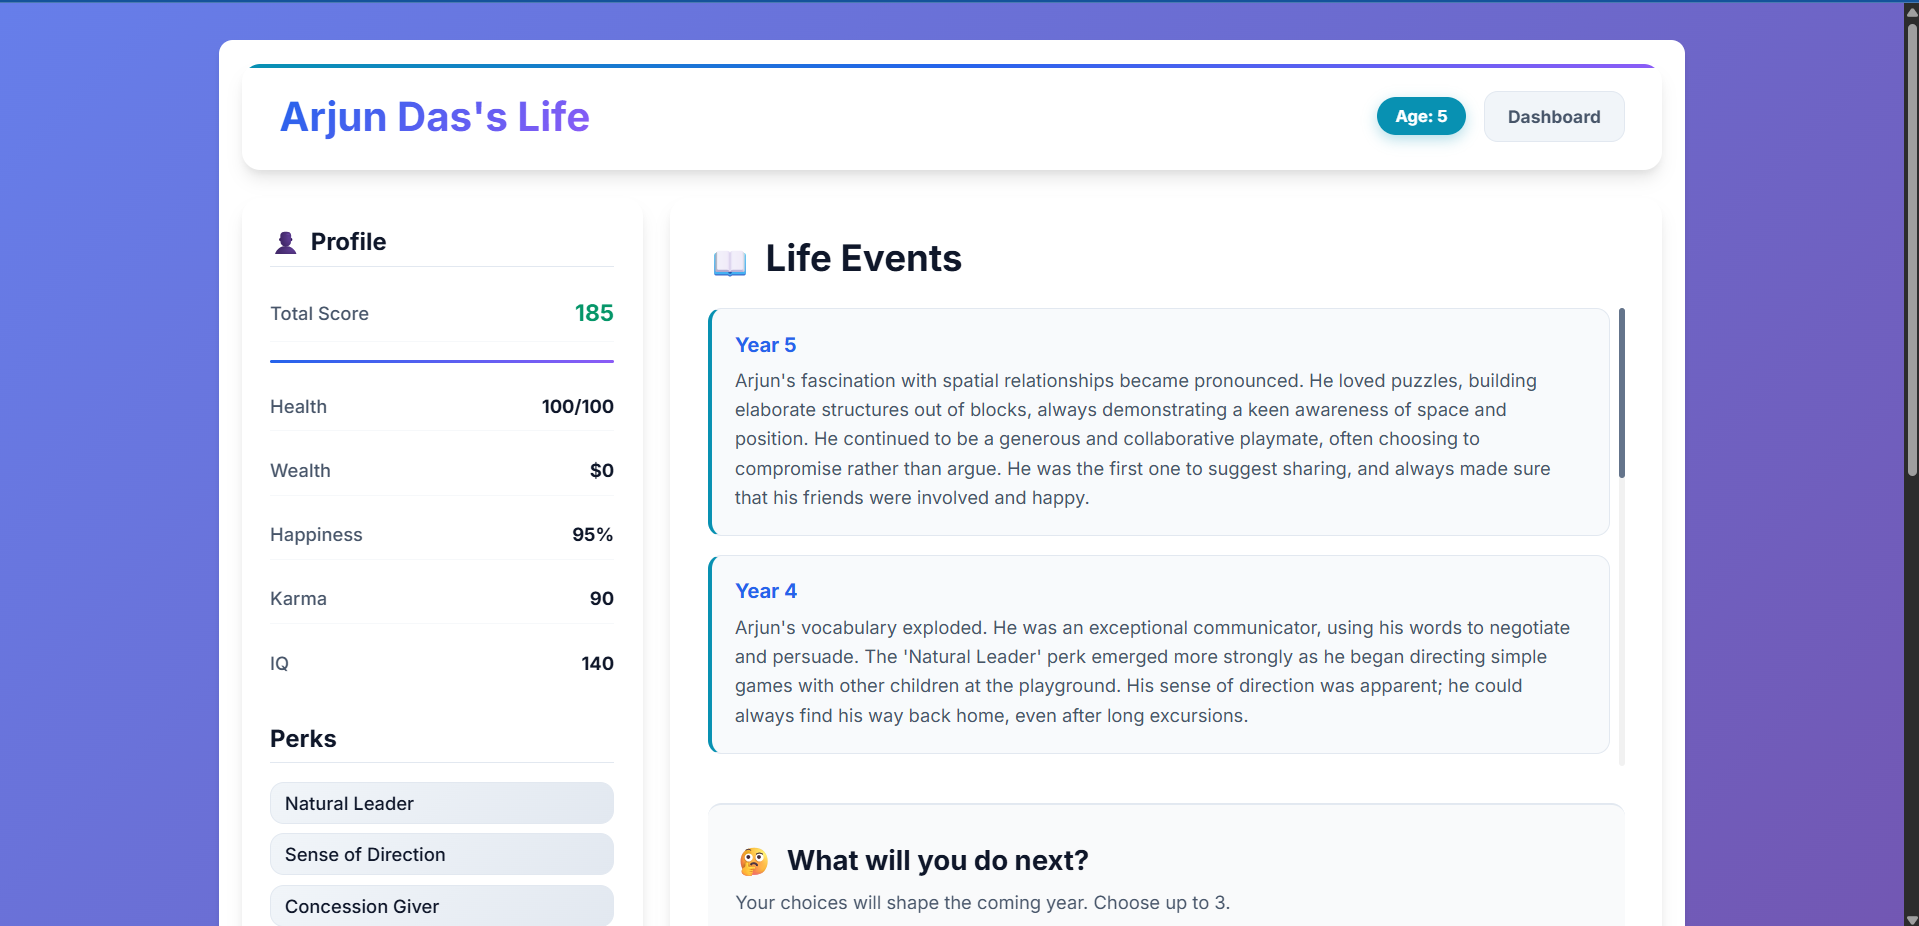 Arjun Das's Life
Age: 5
Dashboard
Profile
Total Score
185
Health
100/100
Wealth
$0
Happiness
95%
Karma
90
IQ
140
Perks
Natural Leader
Sense of Direction
Concession Giver
Life Events
Year 5
Arjun's fascination with spatial relationships became pronounced. He loved puzzles, building
elaborate structures out of blocks, always demonstrating a keen awareness of space and
position. He continued to be a generous and collaborative playmate, often choosing to
compromise rather than argue. He was the first one to suggest sharing, and always made sure
that his friends were involved and happy.
Year 4
Arjun's vocabulary exploded. He was an exceptional communicator, using his words to negotiate
and persuade. The 'Natural Leader' perk emerged more strongly as he began directing simple
games with other children at the playground. His sense of direction was apparent; he could
always find his way back home, even after long excursions.
What will you do next?
Your choices will shape the coming year. Choose up to 3.